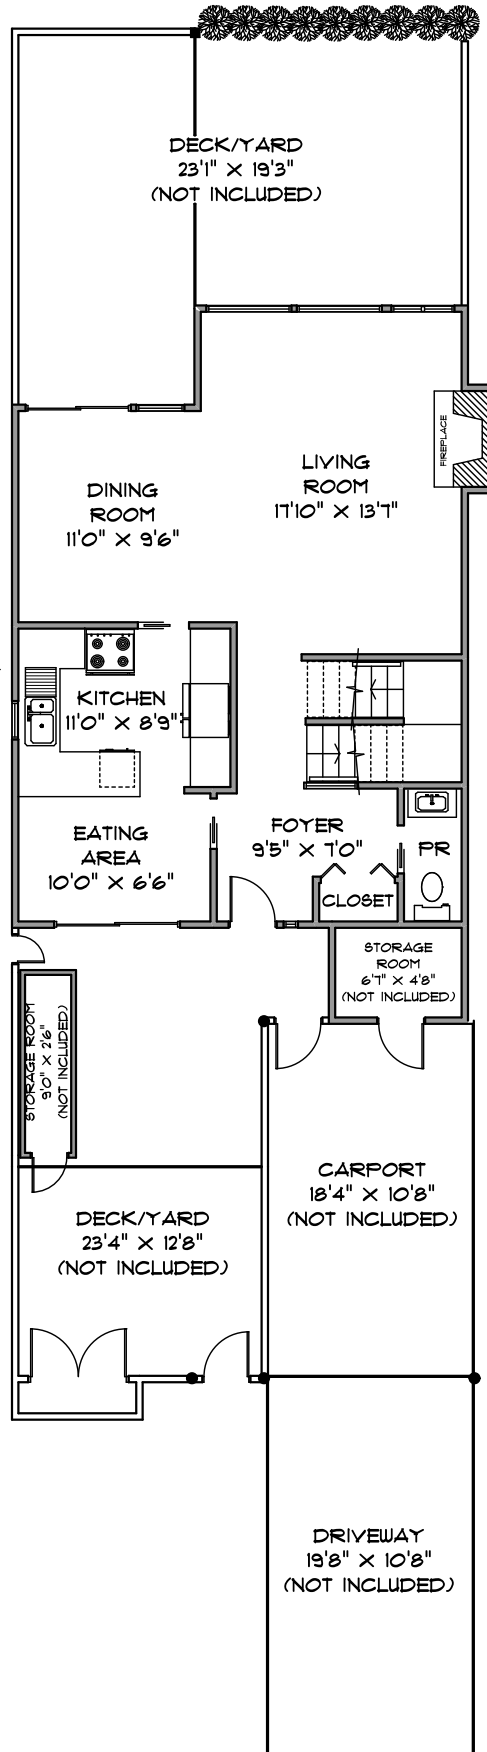 DECK/YARD
23'1" X 19'3"
(NOT INCLUDED)
FIREPLACE
LIVING
ROOM
17'10" X 13'7"
DINING
ROOM
11'0" X 9'6"
KITCHEN
11'0" X 8'9"
EATING
AREA
10'0" X 6'6"
FOYER
9'5" X 7'0"
PR
CLOSET
STORAGE
ROOM
6'7" X 4'8"
(NOT INCLUDED)
STORAGE ROOM
9'0" X 2'6"
(NOT INCLUDED)
CARPORT
18'4" X 10'8"
(NOT INCLUDED)
DECK/YARD
23'4" X 12'8"
(NOT INCLUDED)
DRIVEWAY
19'8" X 10'8"
(NOT INCLUDED)